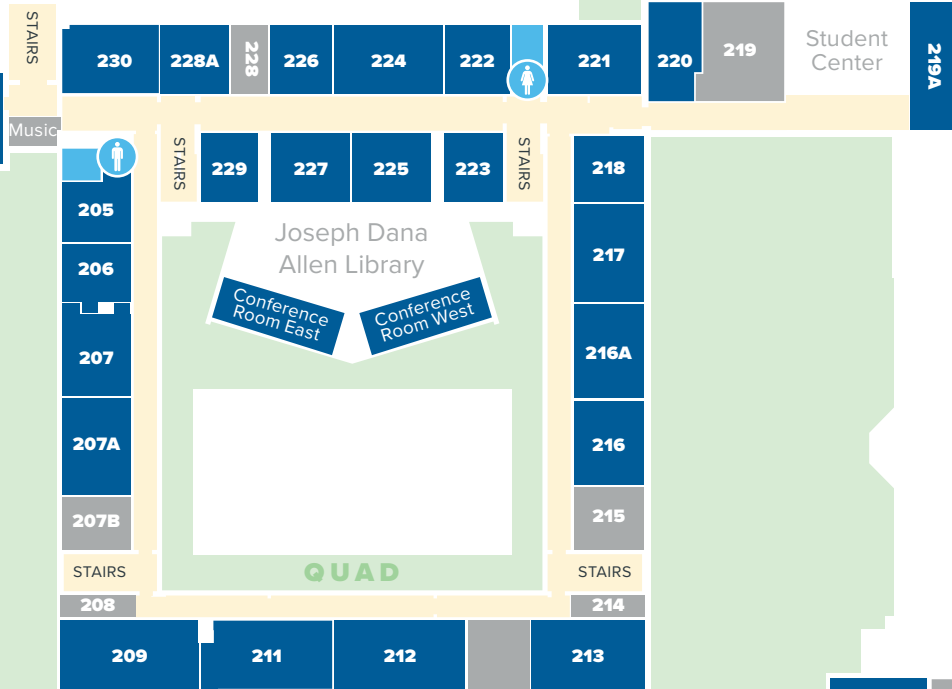 STAIRS
230
228A
228
226
224
222
221
220
219
Student
Center
219A
Music
STAIRS
229
227
225
223
STAIRS
218
205
206
207
207A
207B
Joseph Dana
Allen Library
Conference
Room East
Conference
Room West
217
216A
216
215
STAIRS
QUAD
STAIRS
208
214
209
211
212
213